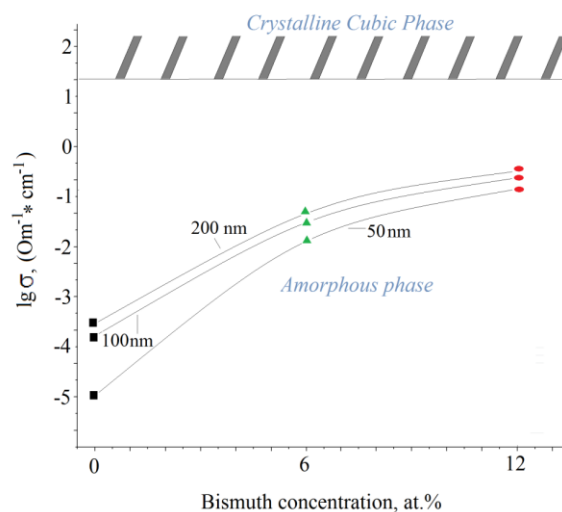 Crystalline Cubic Phase
2
1
0
-1
-2
-3
-4
-5
lg σ, (Om⁻¹* cm⁻¹)
200 nm
50nm
100nm
Amorphous phase
0
6
12
Bismuth concentration, at.%